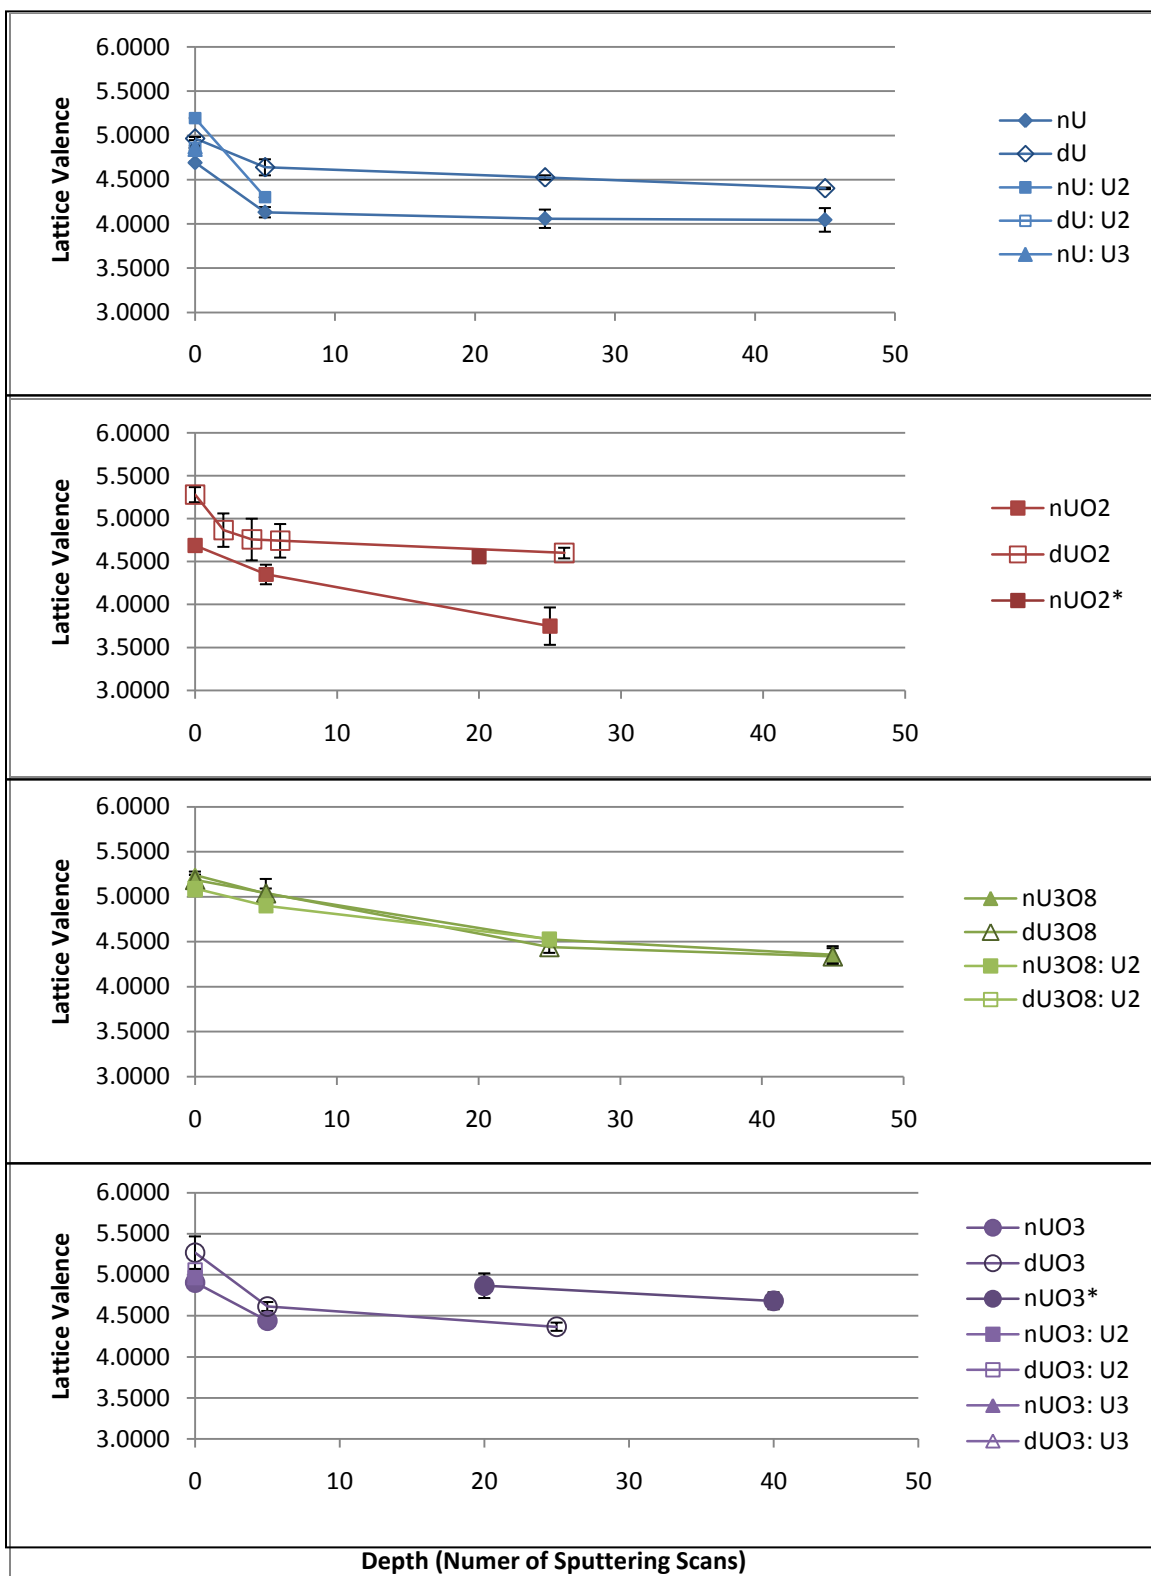 6.0000
5.5000
5.0000
4.5000
4.0000
3.5000
3.0000
Lattice Valence
0 10 20 30 40 50
nU
dU
nU: U2
dU: U2
nU: U3
6.0000
5.5000
5.0000
4.5000
4.0000
3.5000
3.0000
Lattice Valence
0 10 20 30 40 50
nUO2
dUO2
nUO2*
6.0000
5.5000
5.0000
4.5000
4.0000
3.5000
3.0000
Lattice Valence
0 10 20 30 40 50
nU3O8
dU3O8
nU3O8: U2
dU3O8: U2
6.0000
5.5000
5.0000
4.5000
4.0000
3.5000
3.0000
Lattice Valence
0 10 20 30 40 50
nUO3
dUO3
nUO3*
nUO3: U2
dUO3: U2
nUO3: U3
dUO3: U3
Depth (Numer of Sputtering Scans)